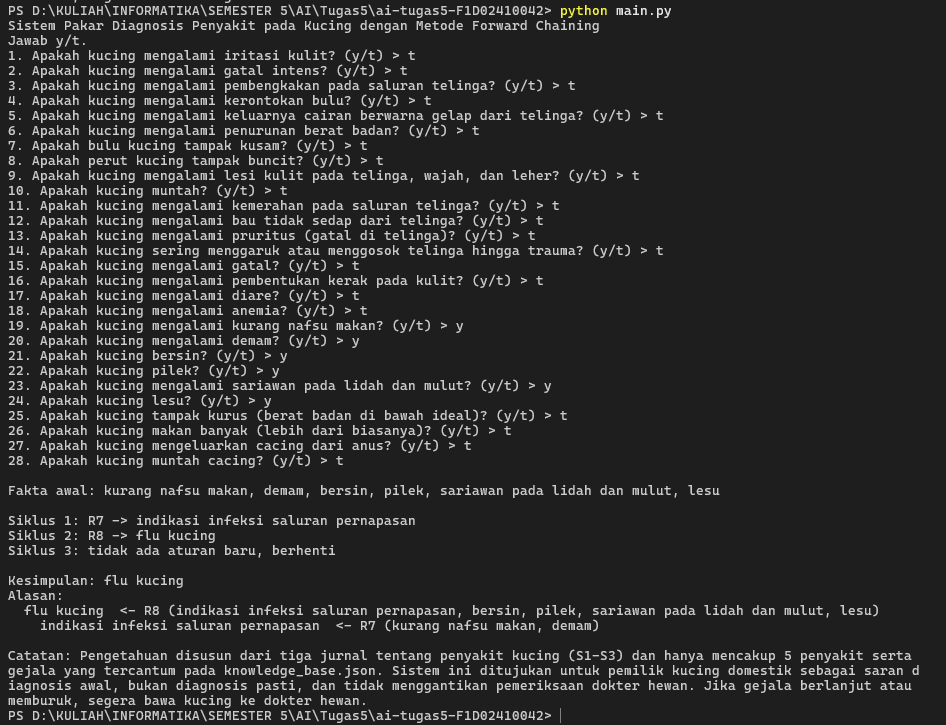 PS D:\KULIAH\INFORMATIKA\SEMESTER 5\AI\Tugas5\ai-tugas5-F1D02410042> python main.py
Sistem Pakar Diagnosis Penyakit pada Kucing dengan Metode Forward Chaining
Jawab y/t.
1. Apakah kucing mengalami iritasi kulit? (y/t) > t
2. Apakah kucing mengalami gatal intens? (y/t) > t
3. Apakah kucing mengalami pembengkakan pada saluran telinga? (y/t) > t
4. Apakah kucing mengalami kerontokan bulu? (y/t) > t
5. Apakah kucing mengalami keluarnya cairan berwarna gelap dari telinga? (y/t) > t
6. Apakah kucing mengalami penurunan berat badan? (y/t) > t
7. Apakah bulu kucing tampak kusam? (y/t) > t
8. Apakah perut kucing tampak buncit? (y/t) > t
9. Apakah kucing mengalami lesi kulit pada telinga, wajah, dan leher? (y/t) > t
10. Apakah kucing muntah? (y/t) > t
11. Apakah kucing mengalami kemerahan pada saluran telinga? (y/t) > t
12. Apakah kucing mengalami bau tidak sedap dari telinga? (y/t) > t
13. Apakah kucing mengalami pruritus (gatal di telinga)? (y/t) > t
14. Apakah kucing sering menggaruk atau menggosok telinga hingga trauma? (y/t) > t
15. Apakah kucing mengalami gatal? (y/t) > t
16. Apakah kucing mengalami pembentukan kerak pada kulit? (y/t) > t
17. Apakah kucing mengalami diare? (y/t) > t
18. Apakah kucing mengalami anemia? (y/t) > t
19. Apakah kucing mengalami kurang nafsu makan? (y/t) > y
20. Apakah kucing mengalami demam? (y/t) > y
21. Apakah kucing bersin? (y/t) > y
22. Apakah kucing pilek? (y/t) > y
23. Apakah kucing mengalami sariawan pada lidah dan mulut? (y/t) > y
24. Apakah kucing lesu? (y/t) > y
25. Apakah kucing tampak kurus (berat badan di bawah ideal)? (y/t) > t
26. Apakah kucing makan banyak (lebih dari biasanya)? (y/t) > t
27. Apakah kucing mengeluarkan cacing dari anus? (y/t) > t
28. Apakah kucing muntah cacing? (y/t) > t

Fakta awal: kurang nafsu makan, demam, bersin, pilek, sariawan pada lidah dan mulut, lesu

Siklus 1: R7 -> indikasi infeksi saluran pernapasan
Siklus 2: R8 -> flu kucing
Siklus 3: tidak ada aturan baru, berhenti

Kesimpulan: flu kucing
Alasan:
  flu kucing  <- R8 (indikasi infeksi saluran pernapasan, bersin, pilek, sariawan pada lidah dan mulut, lesu)
    indikasi infeksi saluran pernapasan  <- R7 (kurang nafsu makan, demam)

Catatan: Pengetahuan disusun dari tiga jurnal tentang penyakit kucing (S1-S3) dan hanya mencakup 5 penyakit serta
gejala yang tercantum pada knowledge_base.json. Sistem ini ditujukan untuk pemilik kucing domestik sebagai saran d
iagnosis awal, bukan diagnosis pasti, dan tidak menggantikan pemeriksaan dokter hewan. Jika gejala berlanjut atau
memburuk, segera bawa kucing ke dokter hewan.
PS D:\KULIAH\INFORMATIKA\SEMESTER 5\AI\Tugas5\ai-tugas5-F1D02410042>